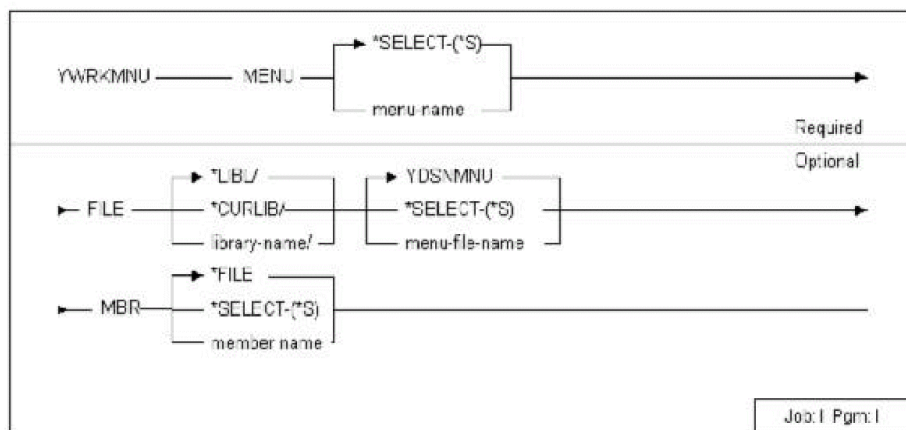 *SELECT-(*S)
YWRKMNU MENU
menu-name
Required
Optional
*LIBL/ YDSNMNU
FILE *CURLIB/ *SELECT-(*S)
library-name/ menu-file-name
*FILE
MBR *SELECT-(*S)
member name
Job: I Pgm: I